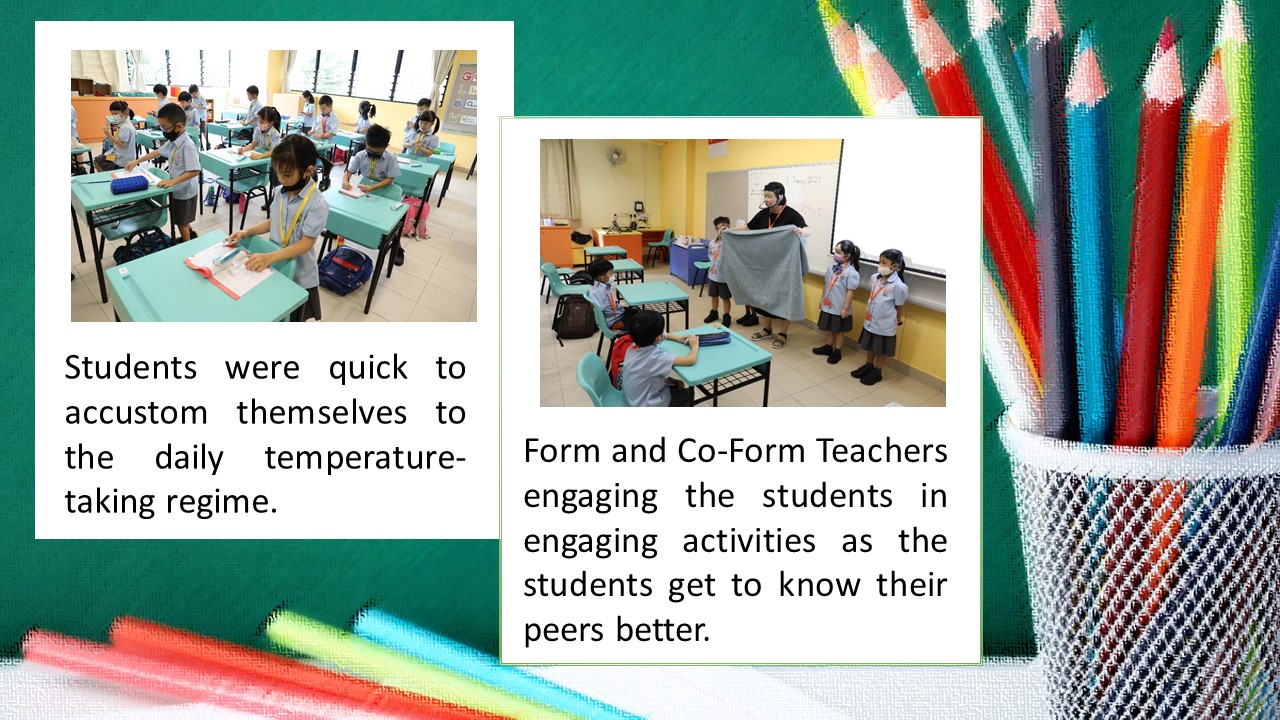 Students were quick to
accustom themselves to
the daily temperature-
taking regime.
Form and Co-Form Teachers
engaging the students in
engaging activities as the
students get to know their
peers better.